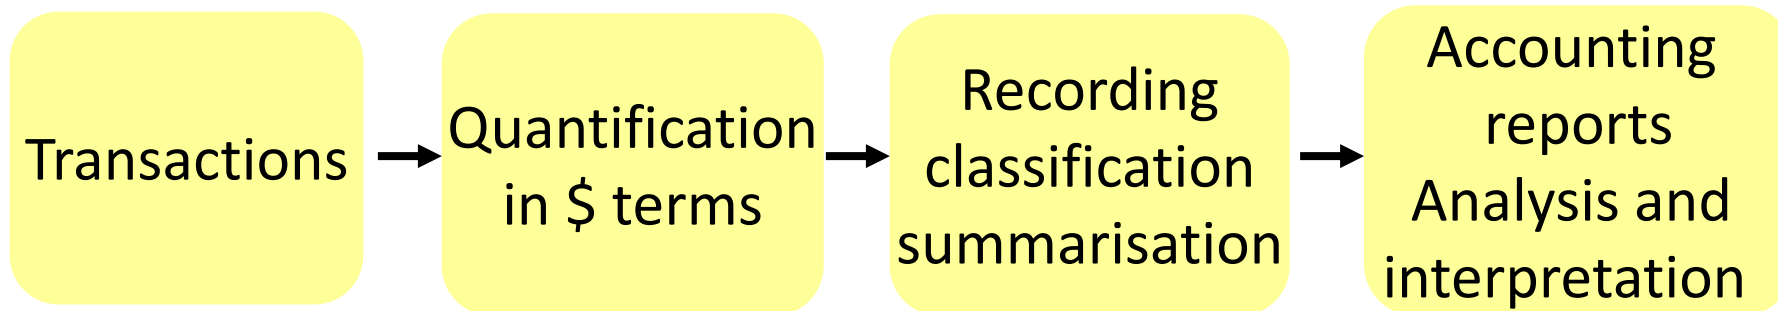 Transactions
Quantification
in $ terms
Recording
classification
summarisation
Accounting
reports
Analysis and
interpretation